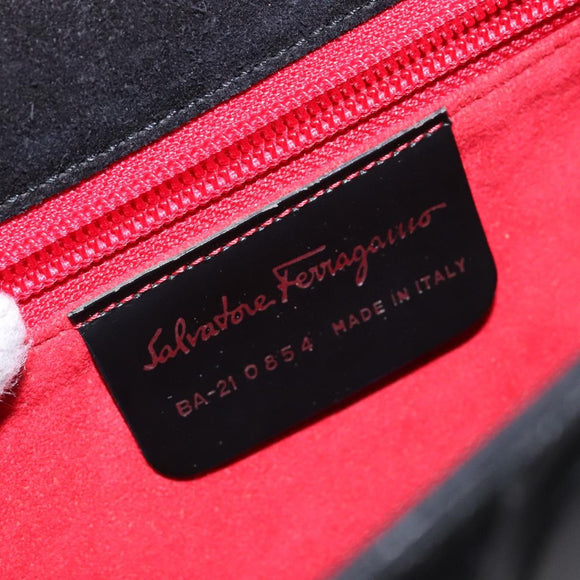 Salvatore Ferragamo
BA-21 0854 MADE IN ITALY